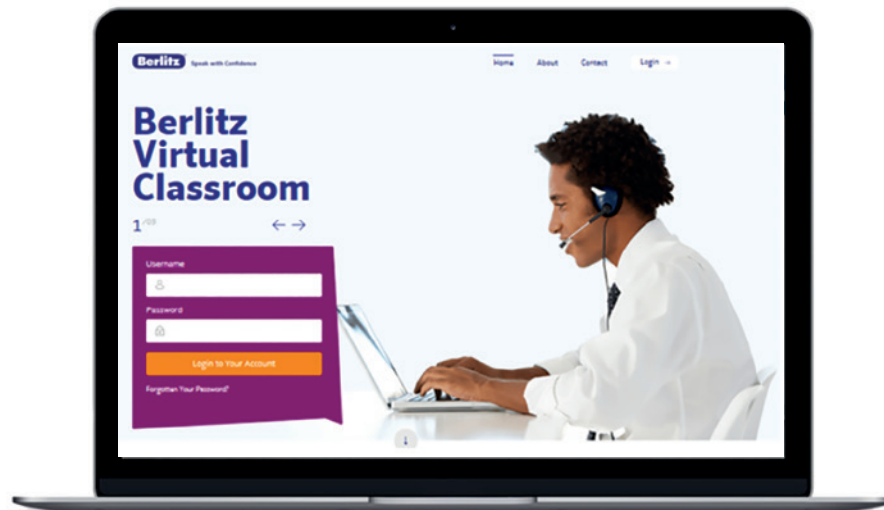 Berlitz Speak with Confidence
Home About Contact Login
Berlitz
Virtual
Classroom
1 /03
Username
Password
Login to Your Account
Forgotten Your Password?